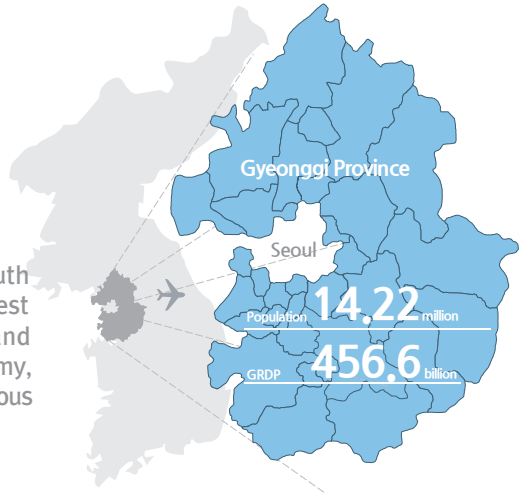 Gyeonggi Province
Seoul
uth
est
and
my,
ous
Population 14.22 million
GRDP 456.6 billion